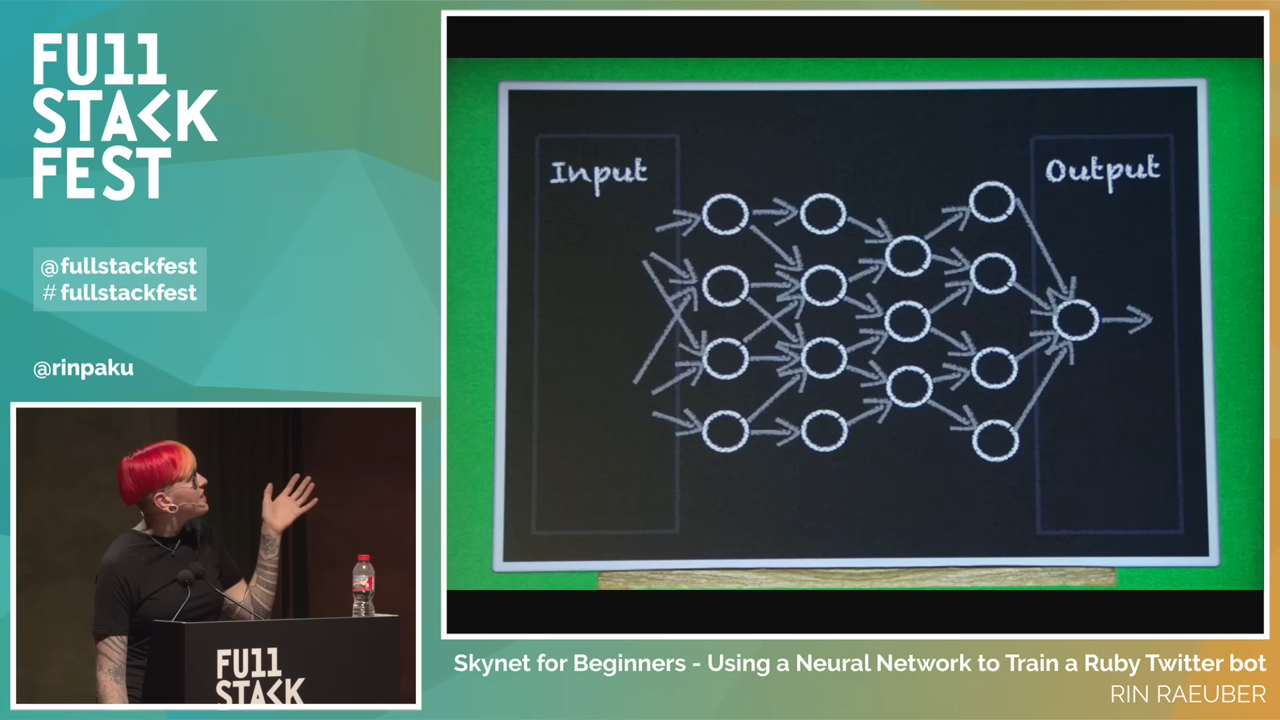 FU11
STACK
FEST
@fullstackfest
# fullstackfest
@rinpaku
Input
Output
FU11
STACK
Skynet for Beginners - Using a Neural Network to Train a Ruby Twitter bot
RIN RAEUBER